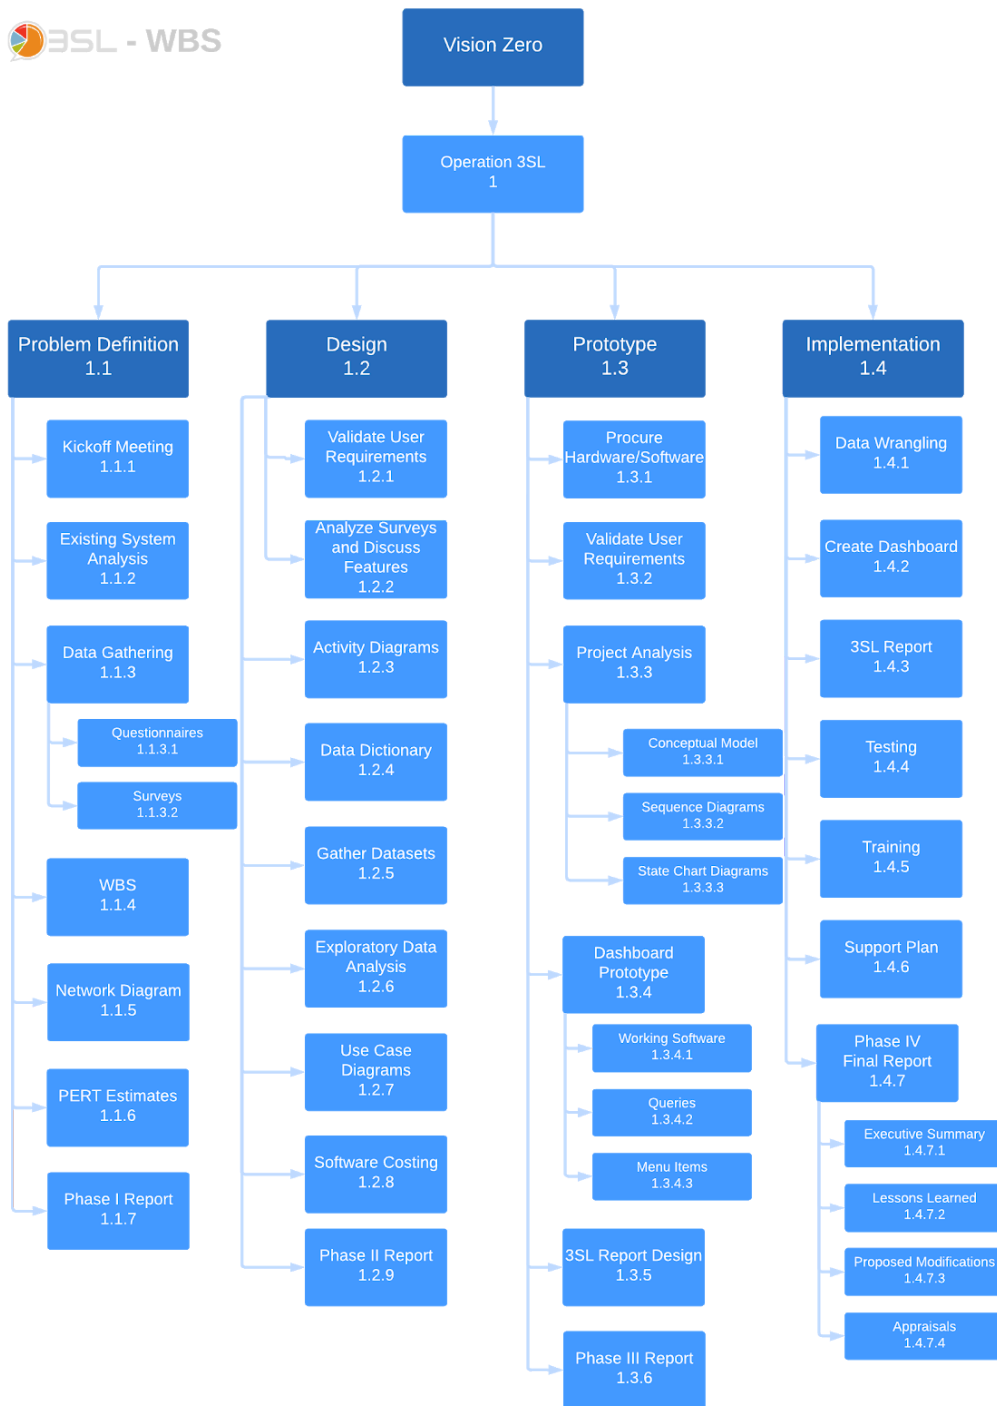 3SL - WBS
Vision Zero
Operation 3SL
1
Problem Definition
1.1
Kickoff Meeting
1.1.1
Existing System
Analysis
1.1.2
Data Gathering
1.1.3
Questionnaires
1.1.3.1
Surveys
1.1.3.2
WBS
1.1.4
Network Diagram
1.1.5
PERT Estimates
1.1.6
Phase I Report
1.1.7
Design
1.2
Validate User
Requirements
1.2.1
Analyze Surveys
and Discuss
Features
1.2.2
Activity Diagrams
1.2.3
Data Dictionary
1.2.4
Gather Datasets
1.2.5
Exploratory Data
Analysis
1.2.6
Use Case
Diagrams
1.2.7
Software Costing
1.2.8
Phase II Report
1.2.9
Prototype
1.3
Procure
Hardware/Software
1.3.1
Validate User
Requirements
1.3.2
Project Analysis
1.3.3
Conceptual Model
1.3.3.1
Sequence Diagrams
1.3.3.2
State Chart Diagrams
1.3.3.3
Dashboard
Prototype
1.3.4
Working Software
1.3.4.1
Queries
1.3.4.2
Menu Items
1.3.4.3
3SL Report Design
1.3.5
Phase III Report
1.3.6
Implementation
1.4
Data Wrangling
1.4.1
Create Dashboard
1.4.2
3SL Report
1.4.3
Testing
1.4.4
Training
1.4.5
Support Plan
1.4.6
Phase IV
Final Report
1.4.7
Executive Summary
1.4.7.1
Lessons Learned
1.4.7.2
Proposed Modifications
1.4.7.3
Appraisals
1.4.7.4